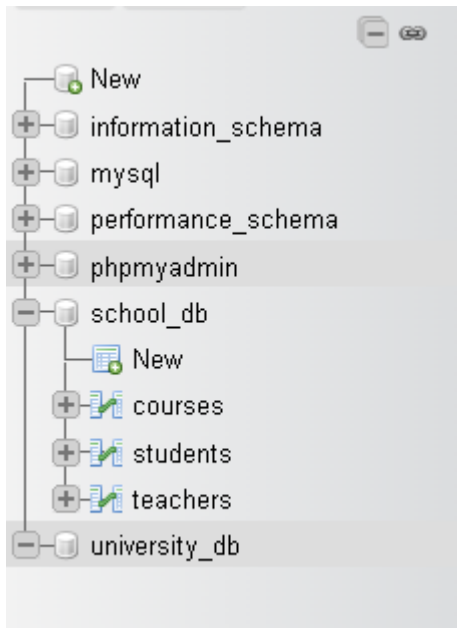 New
information_schema
mysql
performance_schema
phpmyadmin
school_db
New
courses
students
teachers
university_db